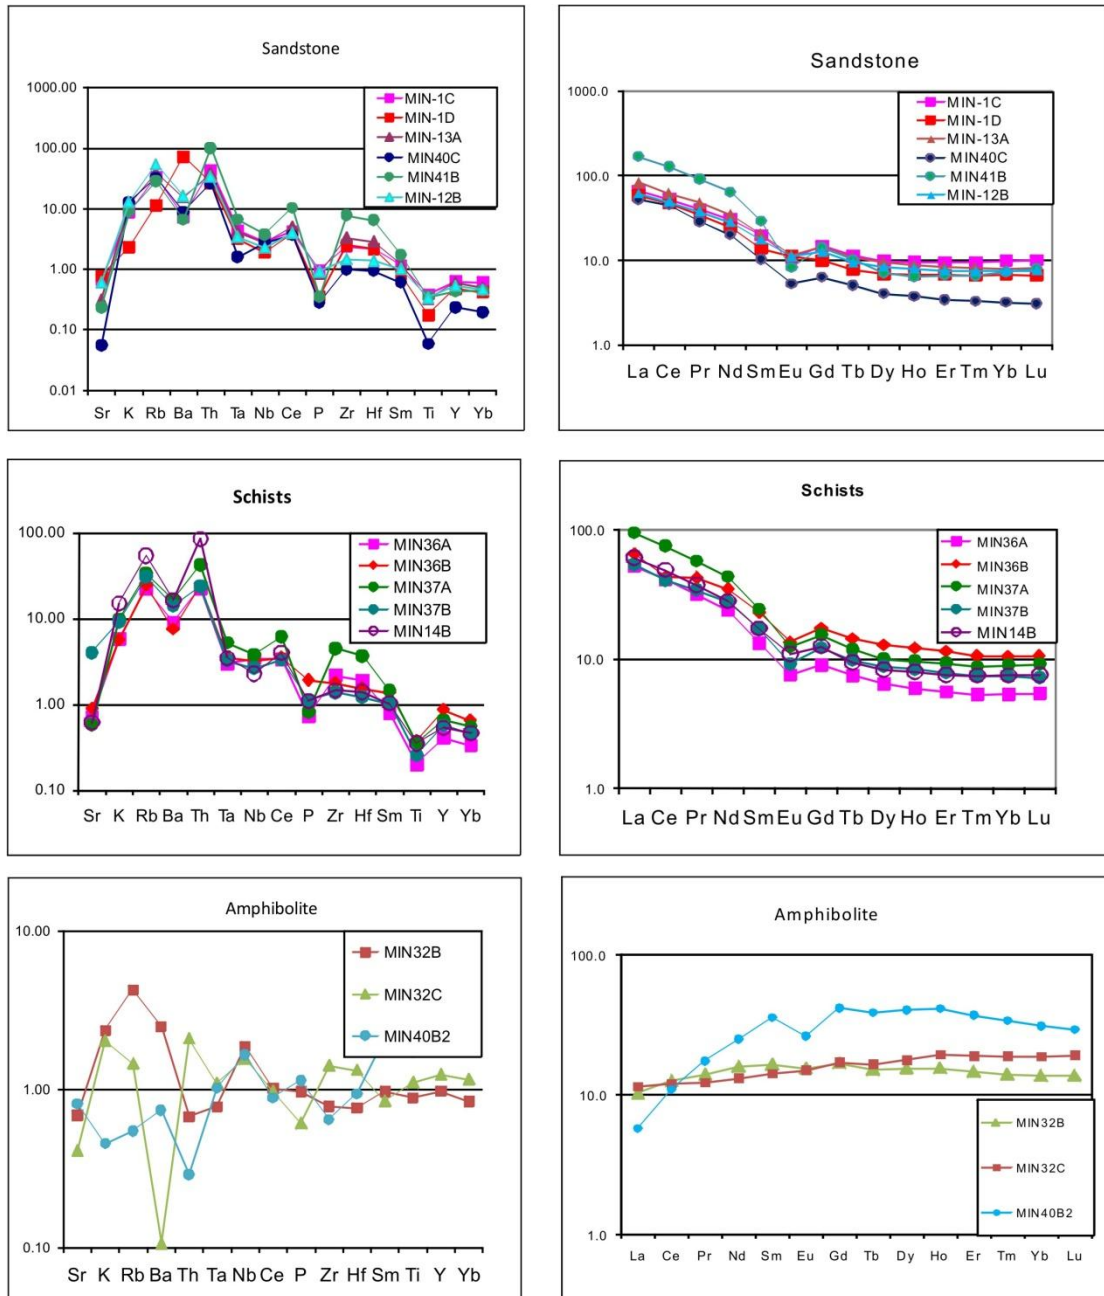 Sandstone
1000.00
100.00
10.00
1.00
0.10
0.01
MIN-1C
MIN-1D
MIN-13A
MIN40C
MIN41B
MIN-12B
Sr K Rb Ba Th Ta Nb Ce P Zr Hf Sm Ti Y Yb
Sandstone
1000.0
100.0
10.0
1.0
MIN-1C
MIN-1D
MIN-13A
MIN40C
MIN41B
MIN-12B
La Ce Pr Nd Sm Eu Gd Tb Dy Ho Er Tm Yb Lu
Schists
100.00
10.00
1.00
0.10
MIN36A
MIN36B
MIN37A
MIN37B
MIN14B
Sr K Rb Ba Th Ta Nb Ce P Zr Hf Sm Ti Y Yb
Schists
100.0
10.0
1.0
MIN36A
MIN36B
MIN37A
MIN37B
MIN14B
La Ce Pr Nd Sm Eu Gd Tb Dy Ho Er Tm Yb Lu
Amphibolite
10.00
1.00
0.10
MIN32B
MIN32C
MIN40B2
Sr K Rb Ba Th Ta Nb Ce P Zr Hf Sm Ti Y Yb
Amphibolite
100.0
10.0
1.0
MIN32B
MIN32C
MIN40B2
La Ce Pr Nd Sm Eu Gd Tb Dy Ho Er Tm Yb Lu